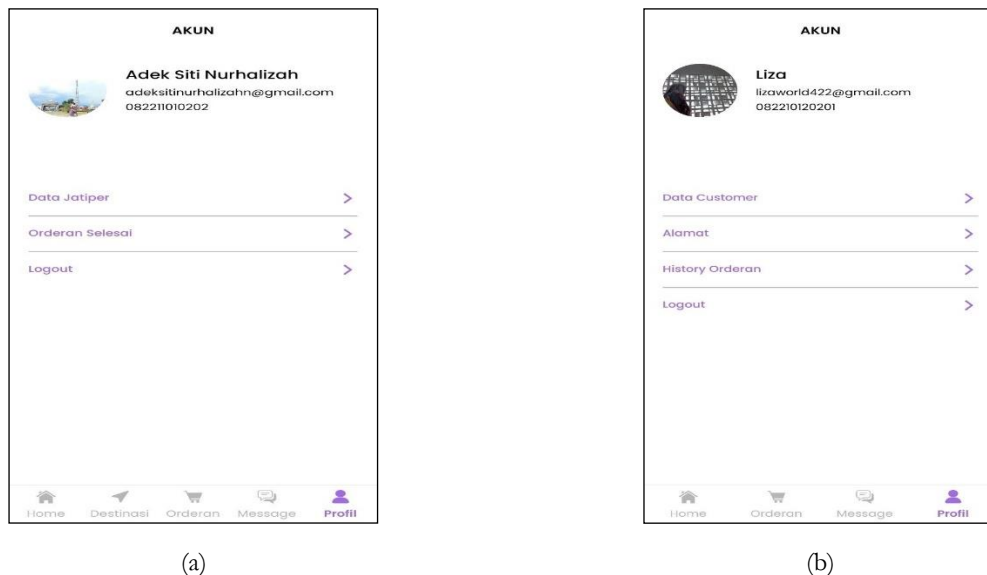 AKUN
Adek Siti Nurhalizah
adeksitinurhalizahn@gmail.com
082211010202
Data Jatiper
Orderan Selesai
Logout
Home Destinasi Orderan Message Profil
(a)
AKUN
Liza
lizaworld422@gmail.com
082210120201
Data Customer
Alamat
History Orderan
Logout
Home Orderan Message Profil
(b)